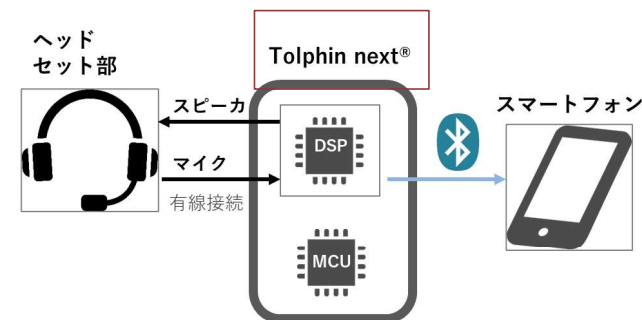 ヘッド
セット部
Tolphin next®
スピーカ
スマートフォン
DSP
マイク
有線接続
MCU